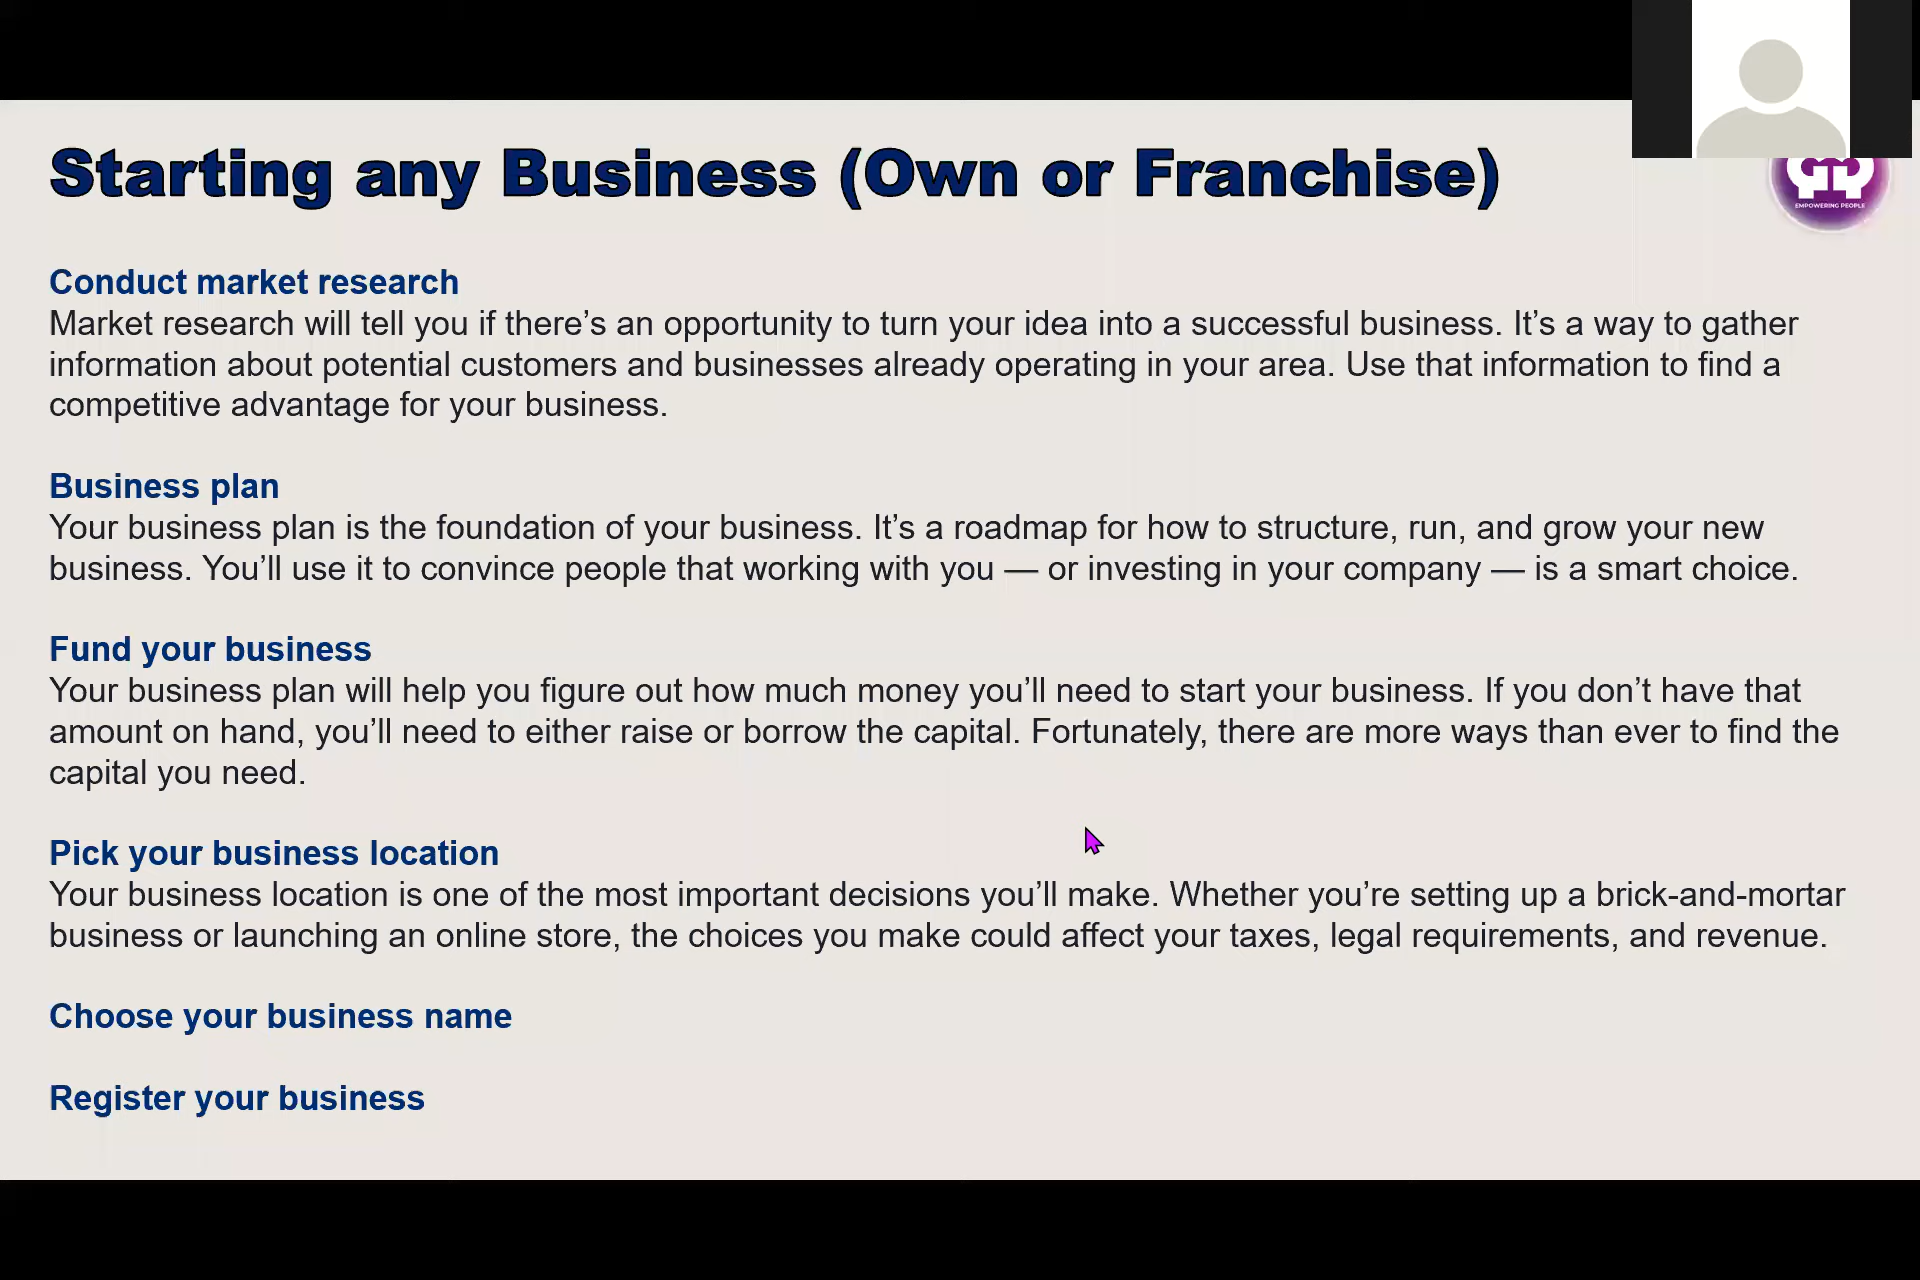 Starting any Business (Own or Franchise)
EMPOWERING PEOPLE
Conduct market research
Market research will tell you if there’s an opportunity to turn your idea into a successful business. It’s a way to gather
information about potential customers and businesses already operating in your area. Use that information to find a
competitive advantage for your business.
Business plan
Your business plan is the foundation of your business. It’s a roadmap for how to structure, run, and grow your new
business. You’ll use it to convince people that working with you — or investing in your company — is a smart choice.
Fund your business
Your business plan will help you figure out how much money you’ll need to start your business. If you don’t have that
amount on hand, you’ll need to either raise or borrow the capital. Fortunately, there are more ways than ever to find the
capital you need.
Pick your business location
Your business location is one of the most important decisions you’ll make. Whether you’re setting up a brick-and-mortar
business or launching an online store, the choices you make could affect your taxes, legal requirements, and revenue.
Choose your business name
Register your business